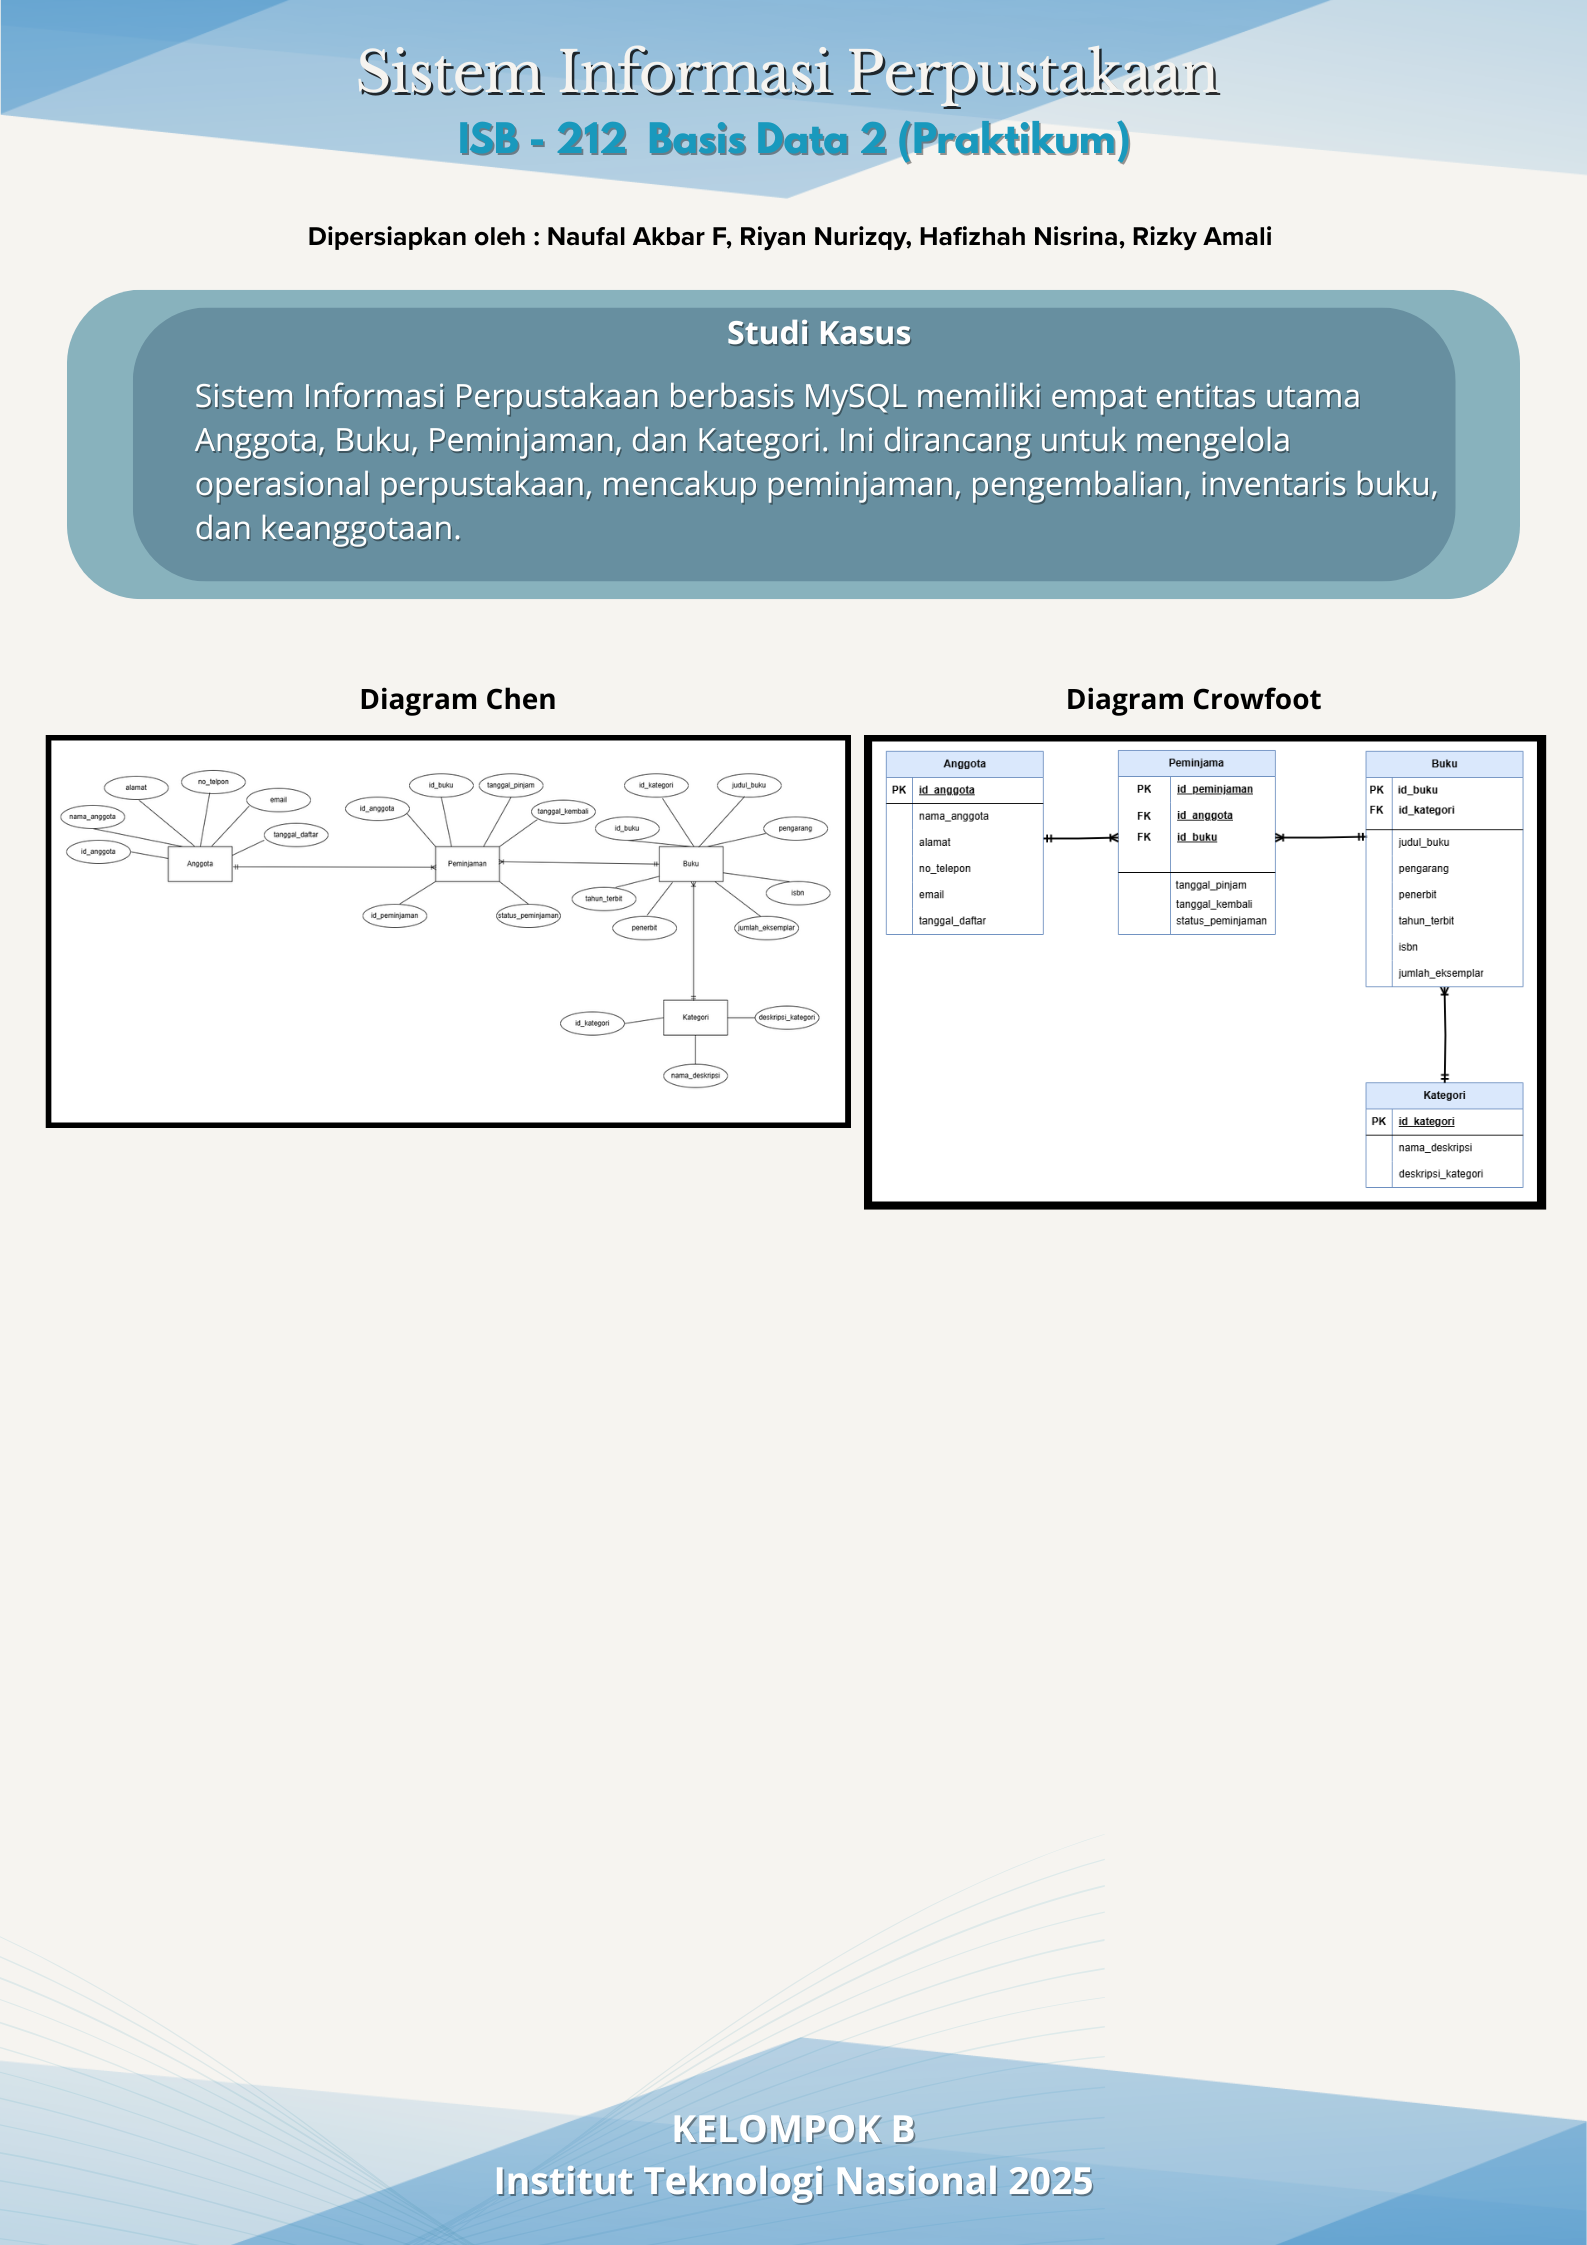 Sistem Informasi Perpustakaan
ISB - 212 Basis Data 2 (Praktikum)
Dipersiapkan oleh : Naufal Akbar F, Riyan Nurizqy, Hafizhah Nisrina, Rizky Amali
Studi Kasus
Sistem Informasi Perpustakaan berbasis MySQL memiliki empat entitas utama
Anggota, Buku, Peminjaman, dan Kategori. Ini dirancang untuk mengelola
operasional perpustakaan, mencakup peminjaman, pengembalian, inventaris buku,
dan keanggotaan.
Diagram Chen
alamat
no_telpon
email
nama_anggota
tanggal_daftar
id_anggota
Anggota
id_buku
tanggal_pinjam
id_anggota
tanggal_kembali
Peminjaman
id_peminjaman
status_peminjaman
id_kategori
judul_buku
id_buku
pengarang
Buku
tahun_terbit
isbn
penerbit
jumlah_eksemplar
id_kategori
Kategori
deskripsi_kategori
nama_deskripsi
Diagram Crowfoot
Anggota
PK id_anggota
nama_anggota
alamat
no_telepon
email
tanggal_daftar
Peminjama
PK id_peminjaman
FK id_anggota
FK id_buku
tanggal_pinjam
tanggal_kembali
status_peminjaman
Buku
PK id_buku
FK id_kategori
judul_buku
pengarang
penerbit
tahun_terbit
isbn
jumlah_eksemplar
Kategori
PK id_kategori
nama_deskripsi
deskripsi_kategori
KELOMPOK B
Institut Teknologi Nasional 2025